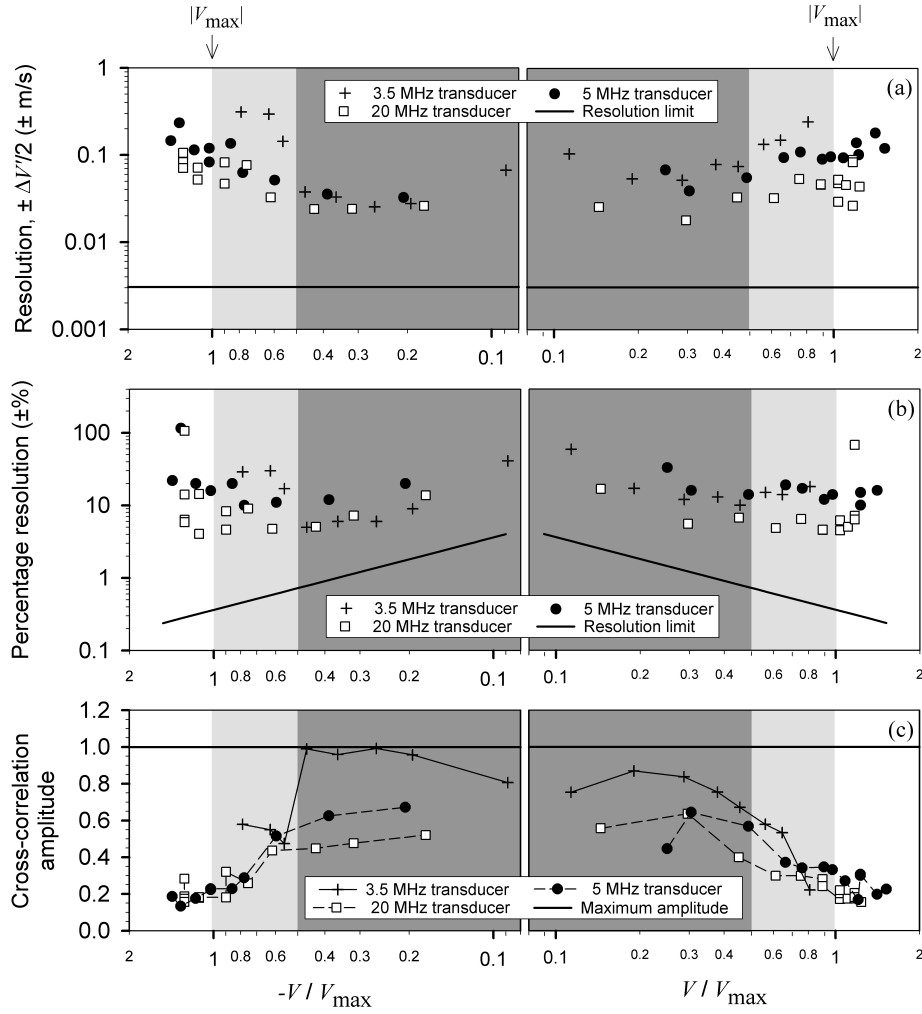 |Vmax| |Vmax|
(a)
Resolution, ± ΔV'/2 (± m/s)
1
0.1
0.01
0.001
+ 3.5 MHz transducer ● 5 MHz transducer
□ 20 MHz transducer — Resolution limit
2 1 0.8 0.6 0.4 0.2 0.1 0.1 0.2 0.3 0.4 0.6 0.8 1 2
(b)
Percentage resolution (±%)
100
10
1
0.1
+ 3.5 MHz transducer ● 5 MHz transducer
□ 20 MHz transducer — Resolution limit
2 1 0.8 0.6 0.4 0.2 0.1 0.1 0.2 0.3 0.4 0.6 0.8 1 2
(c)
Cross-correlation
amplitude
1.2
1.0
0.8
0.6
0.4
0.2
0.0
3.5 MHz transducer 5 MHz transducer
20 MHz transducer Maximum amplitude
2 1 0.8 0.6 0.4 0.2 0.1 0.1 0.2 0.3 0.4 0.6 0.8 1 2
-V / Vmax V / Vmax